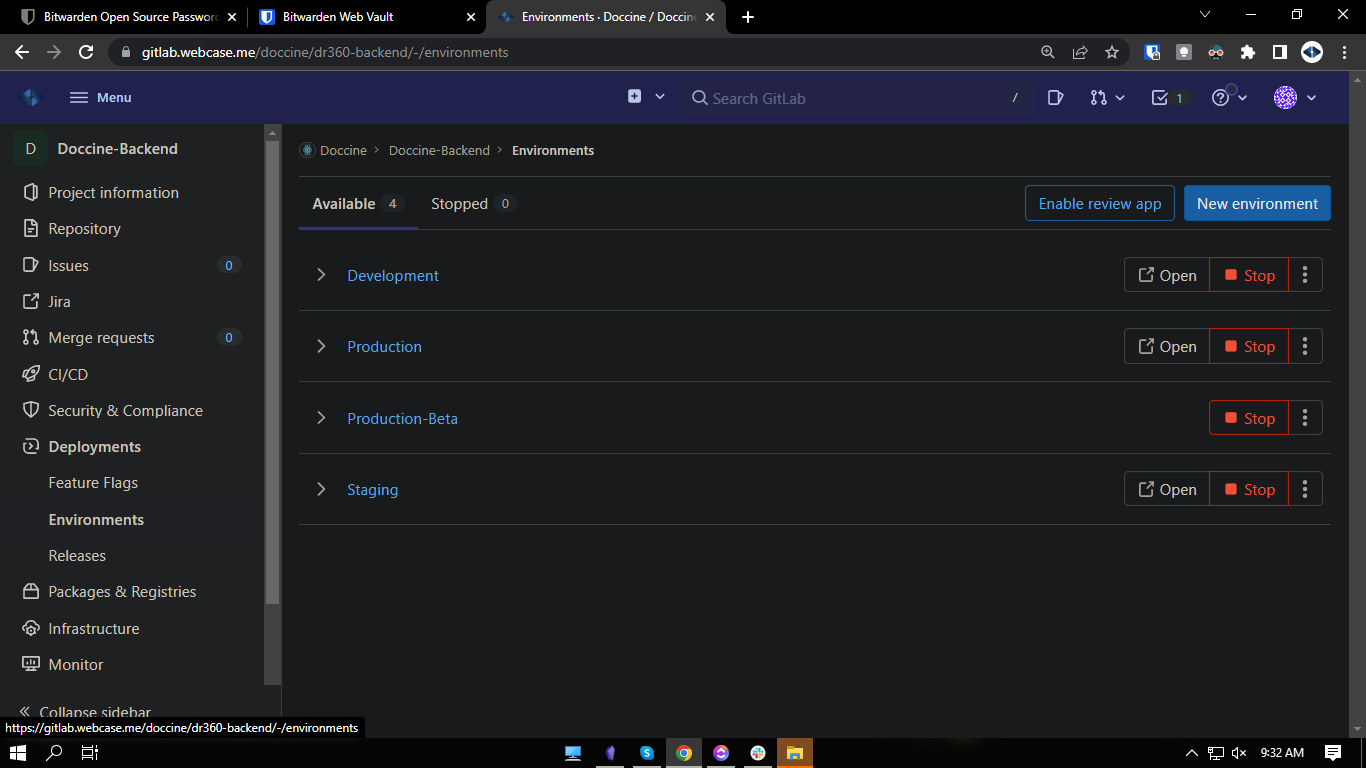 Bitwarden Open Source Password
Bitwarden Web Vault
Environments · Doccine / Doccine
gitlab.webcase.me/doccine/dr360-backend/-/environments
Menu
Search GitLab
/
1
D
Doccine-Backend
Project information
Repository
Issues 0
Jira
Merge requests 0
CI/CD
Security & Compliance
Deployments
Feature Flags
Environments
Releases
Packages & Registries
Infrastructure
Monitor
Collapse sidebar
https://gitlab.webcase.me/doccine/dr360-backend/-/environments
Doccine > Doccine-Backend > Environments
Available 4 Stopped 0
Enable review app New environment
Development Open Stop
Production Open Stop
Production-Beta Stop
Staging Open Stop
9:32 AM